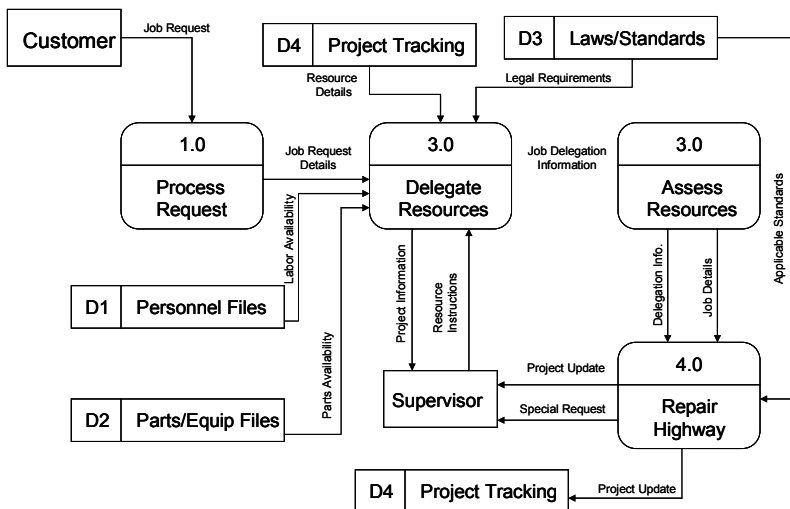 Customer
Job Request
D4 Project Tracking
D3 Laws/Standards
Resource
Details
Legal Requirements
1.0
Process
Request
Job Request
Details
3.0
Delegate
Resources
Job Delegation
Information
3.0
Assess
Resources
Applicable Standards
Labor Availability
D1 Personnel Files
Parts Availability
D2 Parts/Equip Files
Project Information
Resource
Instructions
Delegation Info.
Job Details
Supervisor
Project Update
Special Request
4.0
Repair
Highway
D4 Project Tracking
Project Update